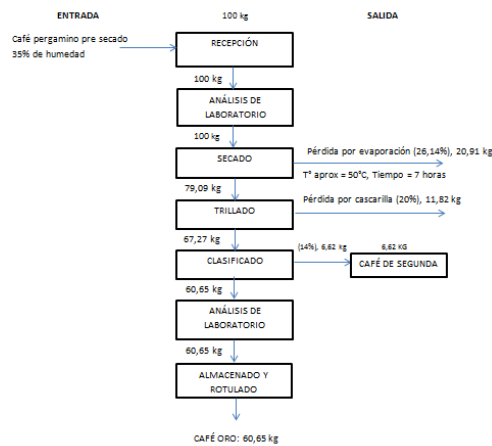 ENTRADA
100 kg
SALIDA
Café pergamino pre secado
35% de humedad
RECEPCIÓN
100 kg
ANÁLISIS DE
LABORATORIO
100 kg
SECADO
Pérdida por evaporación (26,14%), 20,91 kg
T° aprox = 50°C, Tiempo = 7 horas
79,09 kg
TRILLADO
Pérdida por cascarilla (20%), 11,82 kg
67,27 kg
CLASIFICADO
(14%), 6,62 kg
6,62 KG
CAFÉ DE SEGUNDA
60,65 kg
ANÁLISIS DE
LABORATORIO
60,65 kg
ALMACENADO Y
ROTULADO
CAFÉ ORO: 60,65 kg